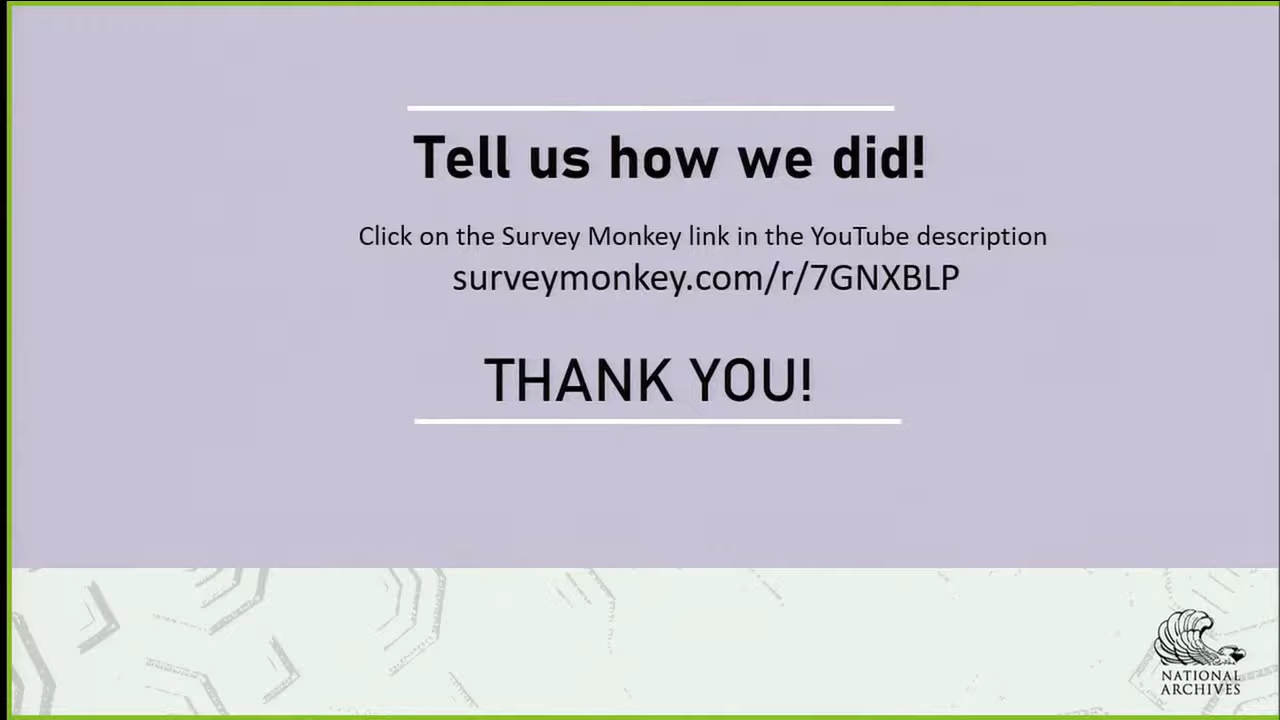 Tell us how we did!
Click on the Survey Monkey link in the YouTube description
surveymonkey.com/r/7GNXBLP
THANK YOU!
NATIONAL
ARCHIVES